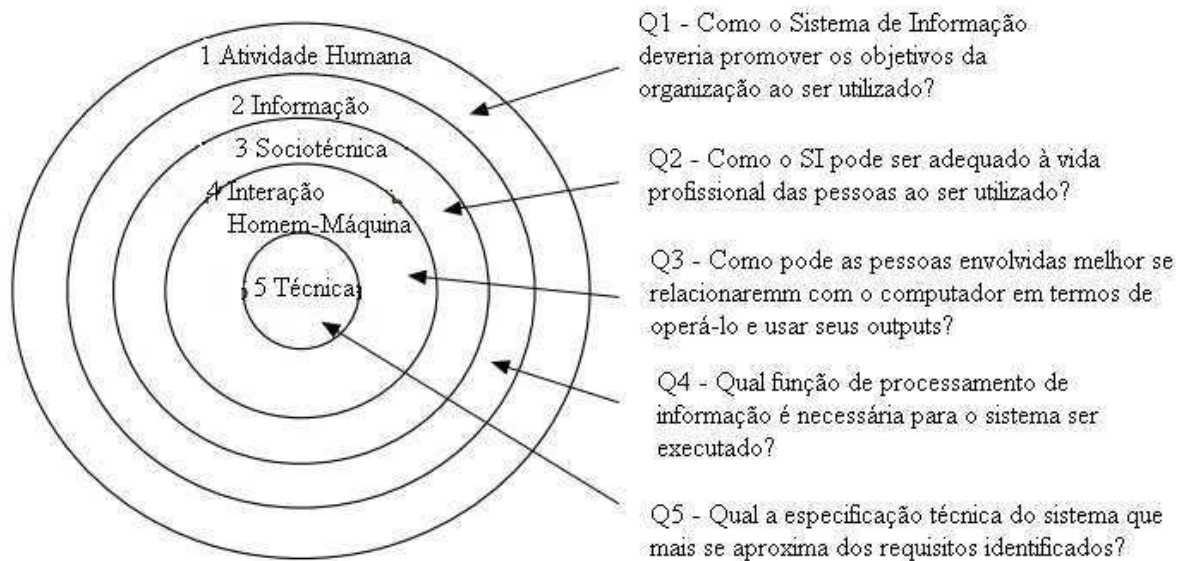 1 Atividade Humana
2 Informação
3 Sociotécnica
4 Interação
Homem-Máquina
5 Técnica
Q1 - Como o Sistema de Informação
deveria promover os objetivos da
organização ao ser utilizado?
Q2 - Como o SI pode ser adequado à vida
profissional das pessoas ao ser utilizado?
Q3 - Como pode as pessoas envolvidas melhor se
relacionaremm com o computador em termos de
operá-lo e usar seus outputs?
Q4 - Qual função de processamento de
informação é necessária para o sistema ser
executado?
Q5 - Qual a especificação técnica do sistema que
mais se aproxima dos requisitos identificados?